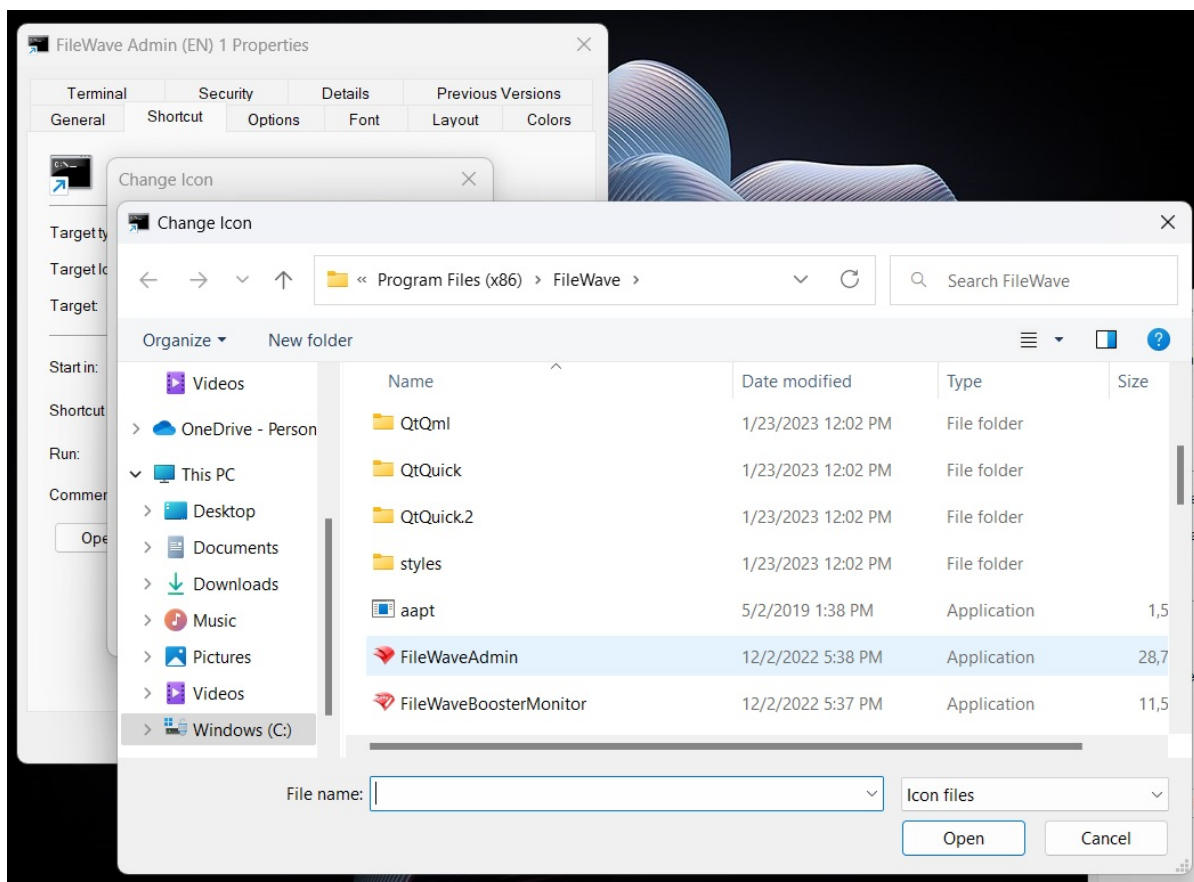 FileWave Admin (EN) 1 Properties
Terminal Security Details Previous Versions
General Shortcut Options Font Layout Colors
Change Icon
Target ty
Target lo
Target:
Start in:
Shortcut
Run:
Commer
Ope
Change Icon
« Program Files (x86) > FileWave >
Search FileWave
Organize New folder
Videos
OneDrive - Person
This PC
Desktop
Documents
Downloads
Music
Pictures
Videos
Windows (C:)
Name Date modified Type Size
QtQml 1/23/2023 12:02 PM File folder
QtQuick 1/23/2023 12:02 PM File folder
QtQuick.2 1/23/2023 12:02 PM File folder
styles 1/23/2023 12:02 PM File folder
aapt 5/2/2019 1:38 PM Application 1,5
FileWaveAdmin 12/2/2022 5:38 PM Application 28,7
FileWaveBoosterMonitor 12/2/2022 5:37 PM Application 11,5
File name:
Icon files
Open Cancel